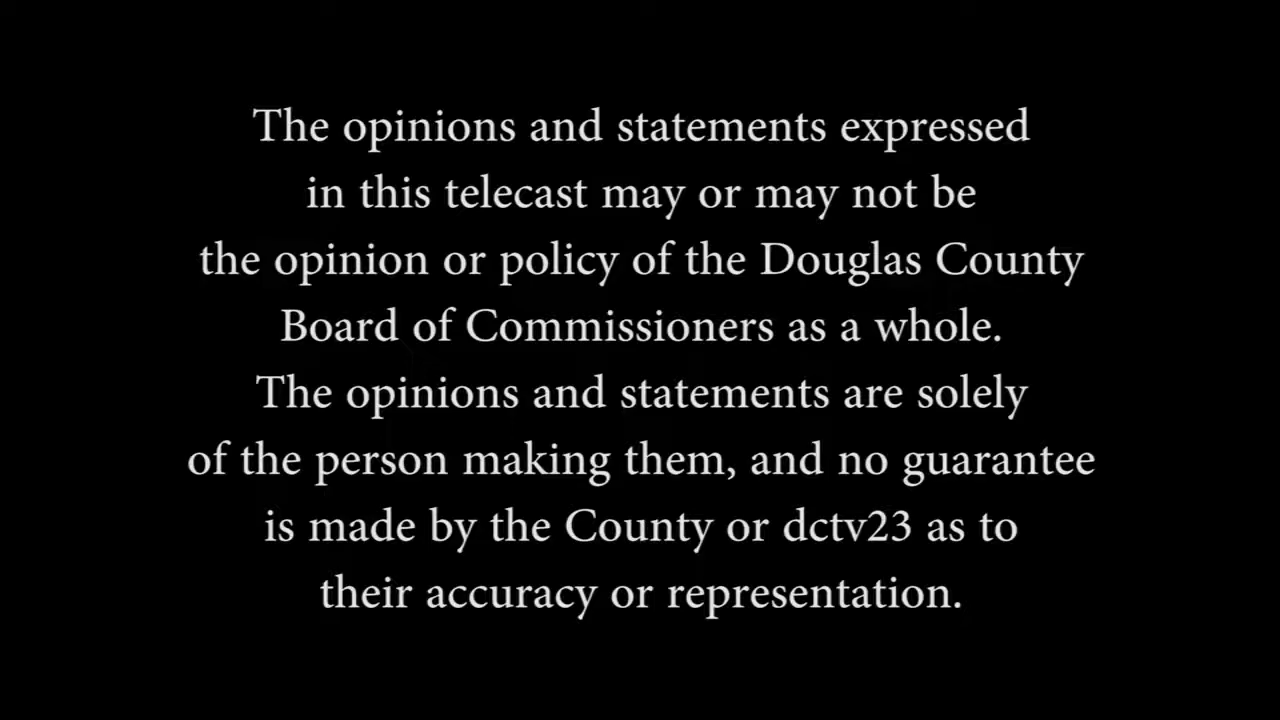 The opinions and statements expressed
in this telecast may or may not be
the opinion or policy of the Douglas County
Board of Commissioners as a whole.
The opinions and statements are solely
of the person making them, and no guarantee
is made by the County or dctv23 as to
their accuracy or representation.